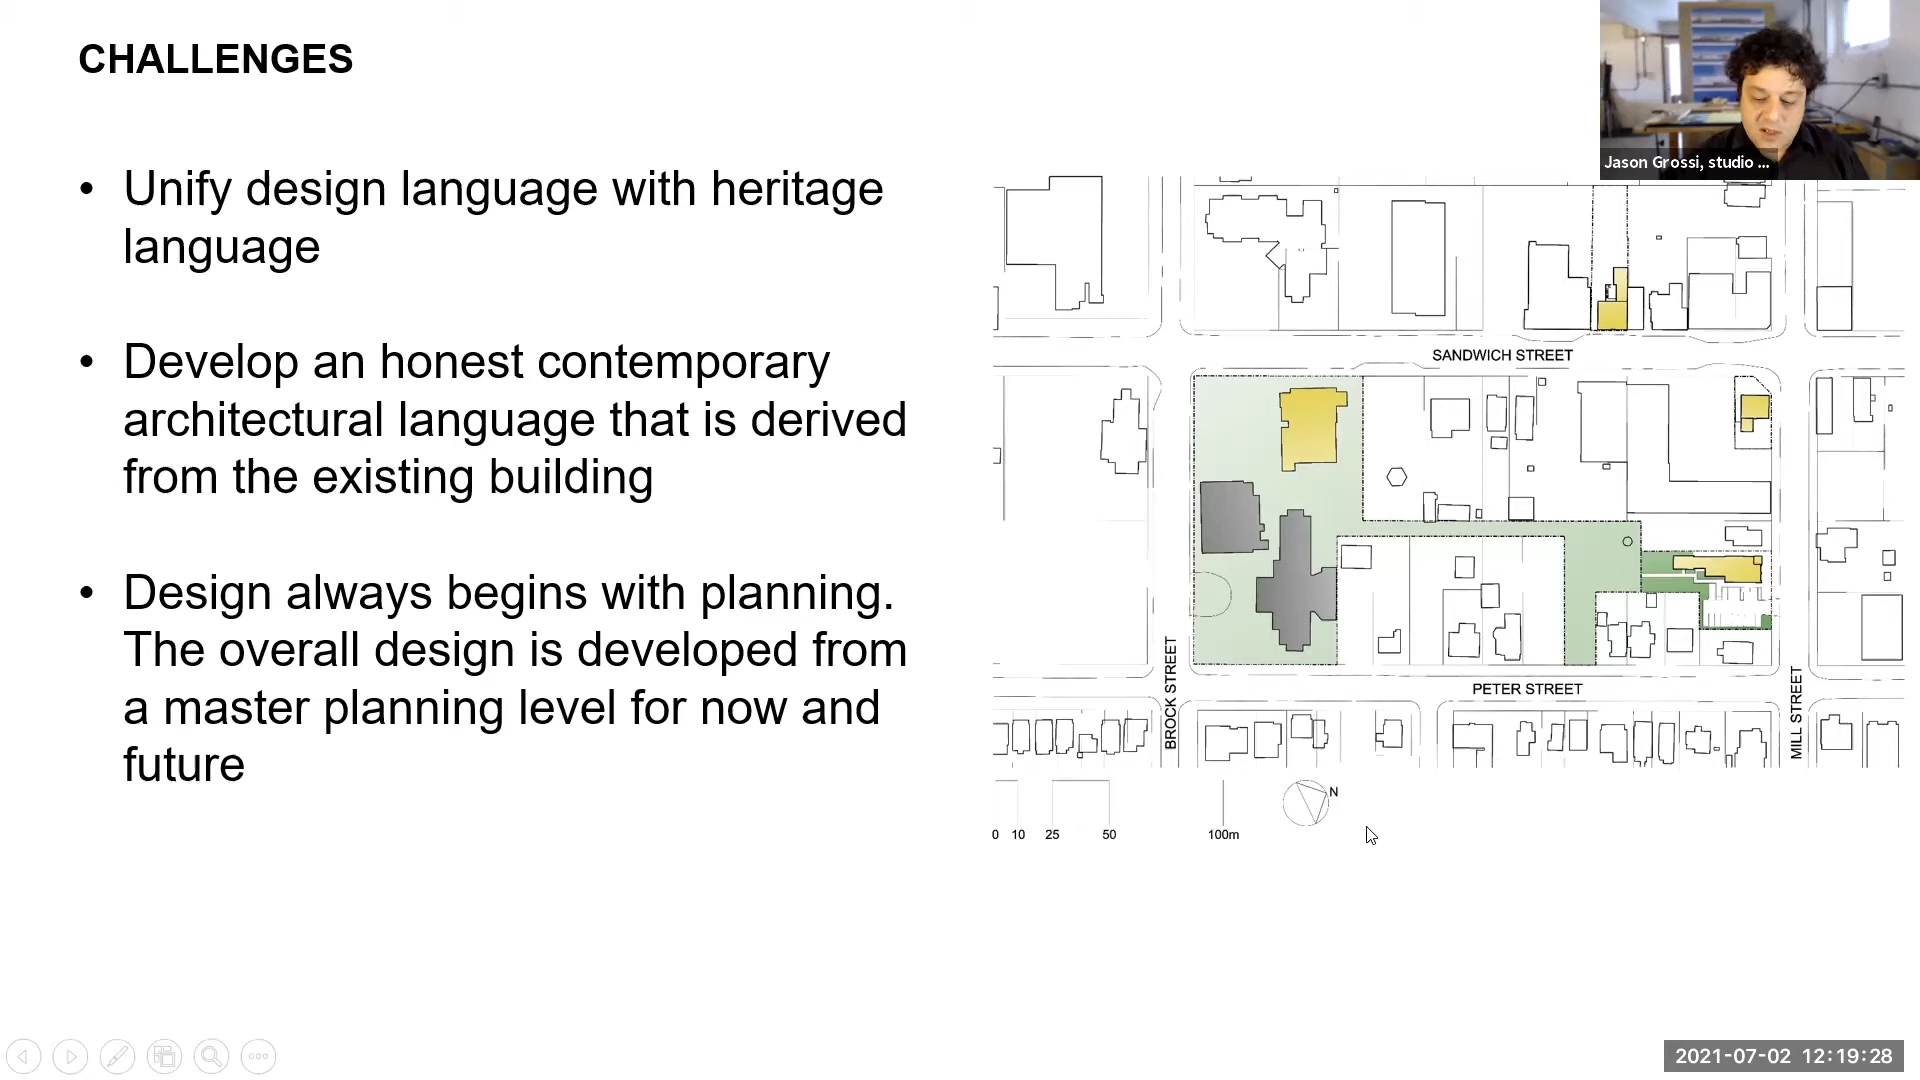 CHALLENGES
Jason Grossi, studio ...
• Unify design language with heritage
language
• Develop an honest contemporary
architectural language that is derived
from the existing building
• Design always begins with planning.
The overall design is developed from
a master planning level for now and
future
SANDWICH STREET
BROCK STREET
PETER STREET
MILL STREET
N
0 10 25 50 100m
2021-07-02 12:19:28